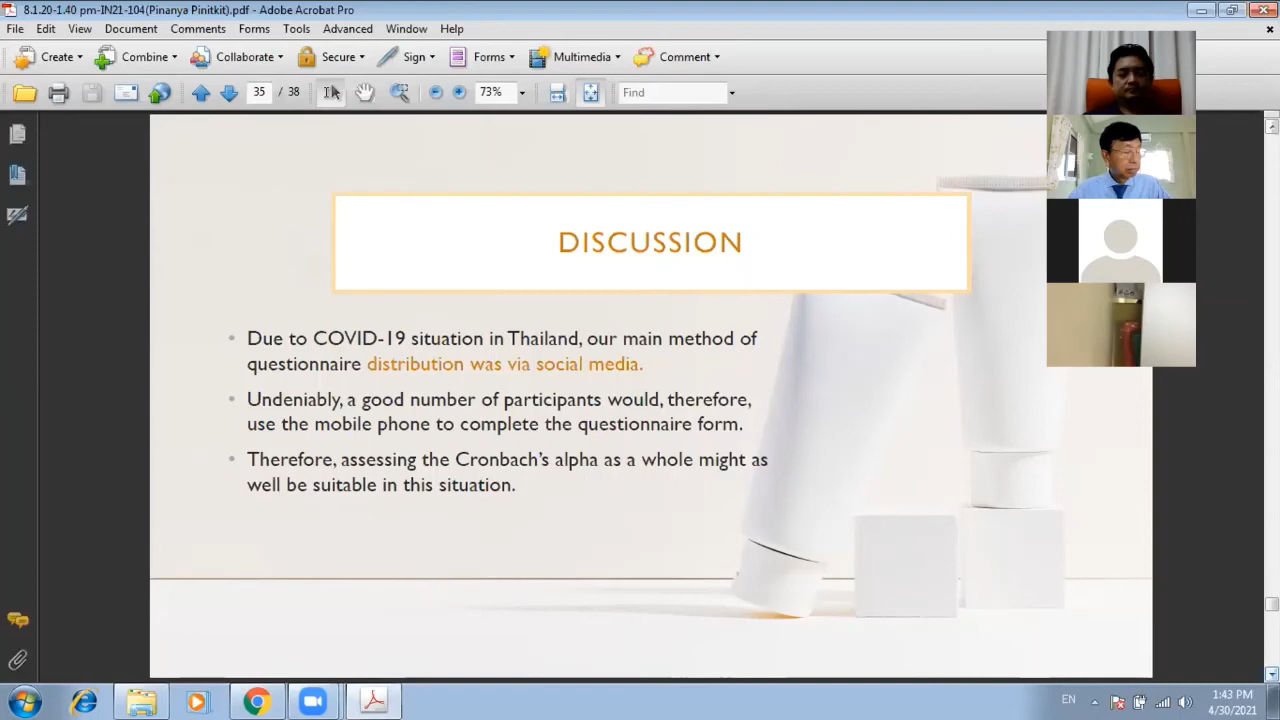 8.1.20-1.40 pm-IN21-104(Pinanya Pinitkit).pdf - Adobe Acrobat Pro
File Edit View Document Comments Forms Tools Advanced Window Help
Create Combine Collaborate Secure Sign Forms Multimedia Comment
35 / 38 73% Find
DISCUSSION
• Due to COVID-19 situation in Thailand, our main method of
questionnaire distribution was via social media.
• Undeniably, a good number of participants would, therefore,
use the mobile phone to complete the questionnaire form.
• Therefore, assessing the Cronbach's alpha as a whole might as
well be suitable in this situation.
EN
1:43 PM
4/30/2021